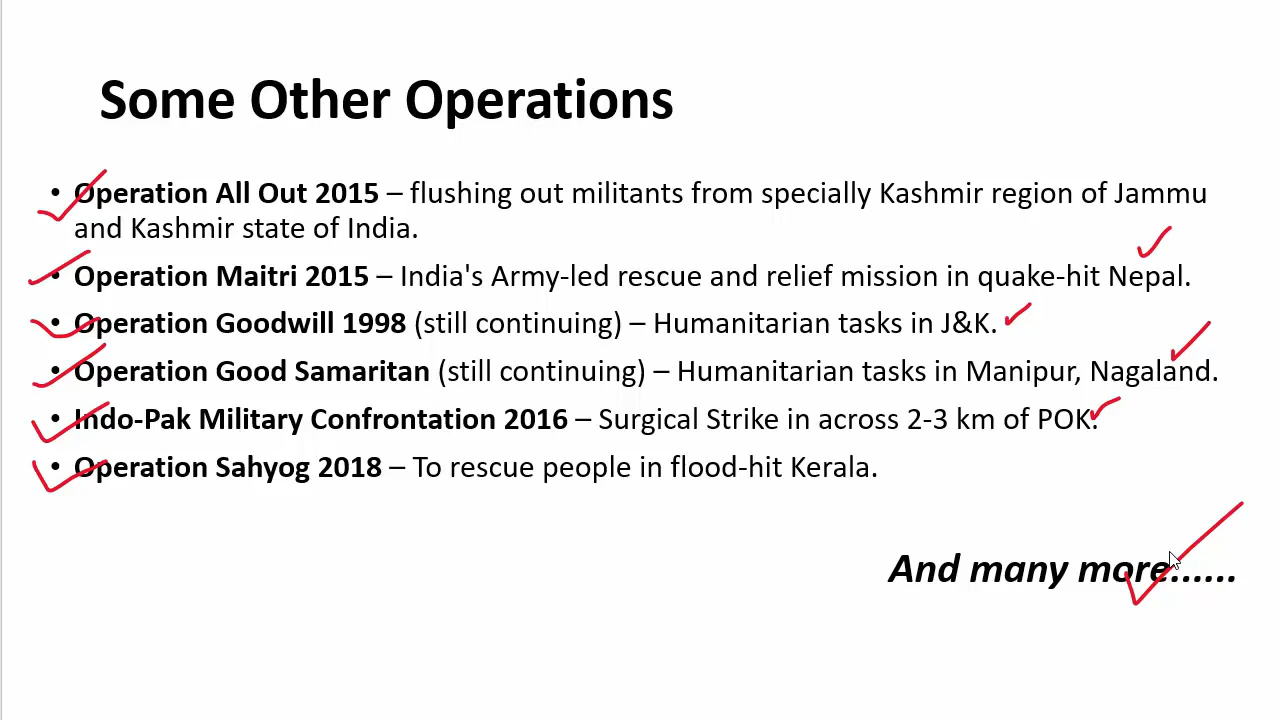 Some Other Operations
• Operation All Out 2015 – flushing out militants from specially Kashmir region of Jammu
and Kashmir state of India.
• Operation Maitri 2015 – India's Army-led rescue and relief mission in quake-hit Nepal.
• Operation Goodwill 1998 (still continuing) – Humanitarian tasks in J&K.
• Operation Good Samaritan (still continuing) – Humanitarian tasks in Manipur, Nagaland.
• Indo-Pak Military Confrontation 2016 – Surgical Strike in across 2-3 km of POK.
• Operation Sahyog 2018 – To rescue people in flood-hit Kerala.
And many more......